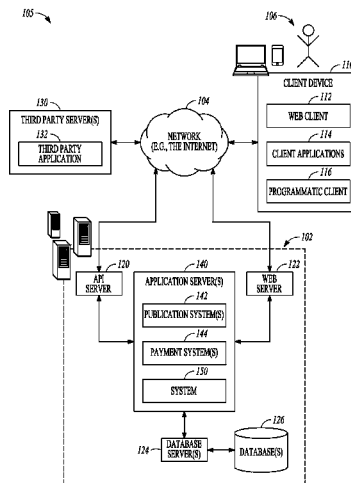 105
106
104
130
THIRD PARTY SERVER(S)
132
THIRD PARTY
APPLICATION
NETWORK
(E.G., THE INTERNET)
110
CLIENT DEVICE
112
WEB CLIENT
114
CLIENT APPLICATIONS
116
PROGRAMMATIC CLIENT
102
120
API
SERVER
140
APPLICATION SERVER(S)
142
PUBLICATION SYSTEM(S)
144
PAYMENT SYSTEM(S)
150
SYSTEM
122
WEB
SERVER
124
DATABASE
SERVER(S)
126
DATABASE(S)